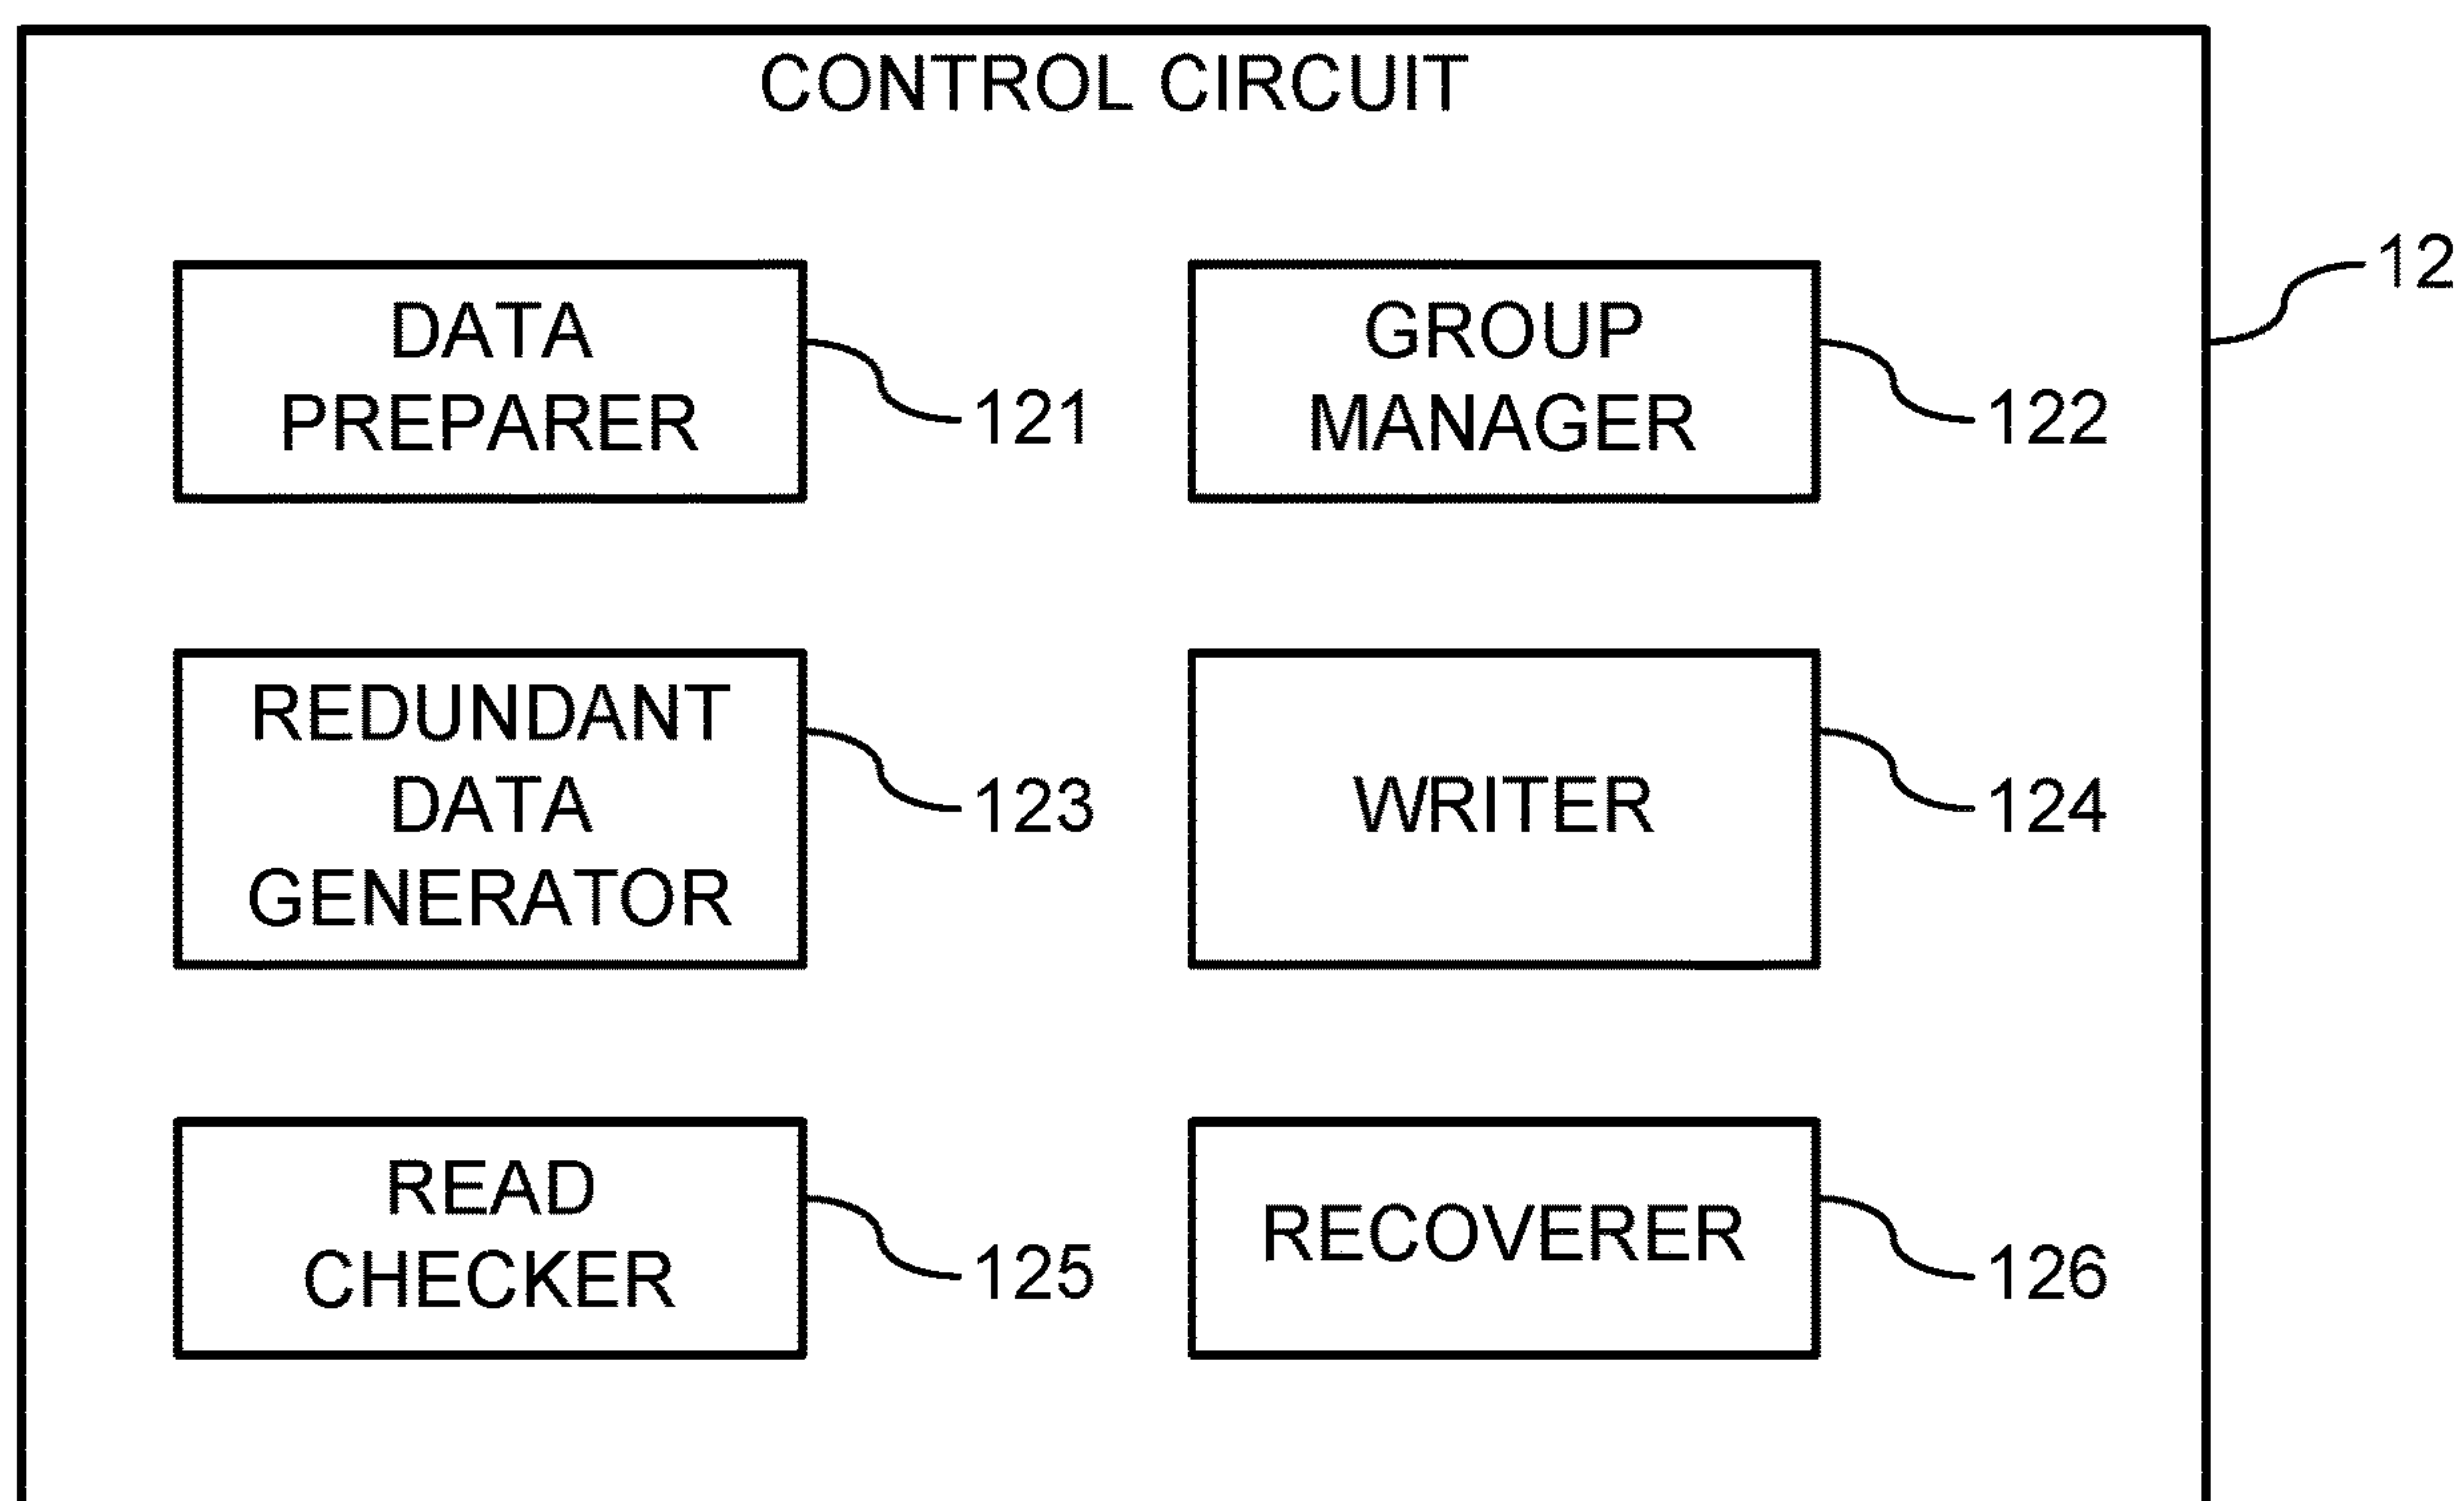 CONTROL CIRCUIT
12
DATA
PREPARER
121
GROUP
MANAGER
122
REDUNDANT
DATA
GENERATOR
123
WRITER
124
READ
CHECKER
125
RECOVERER
126